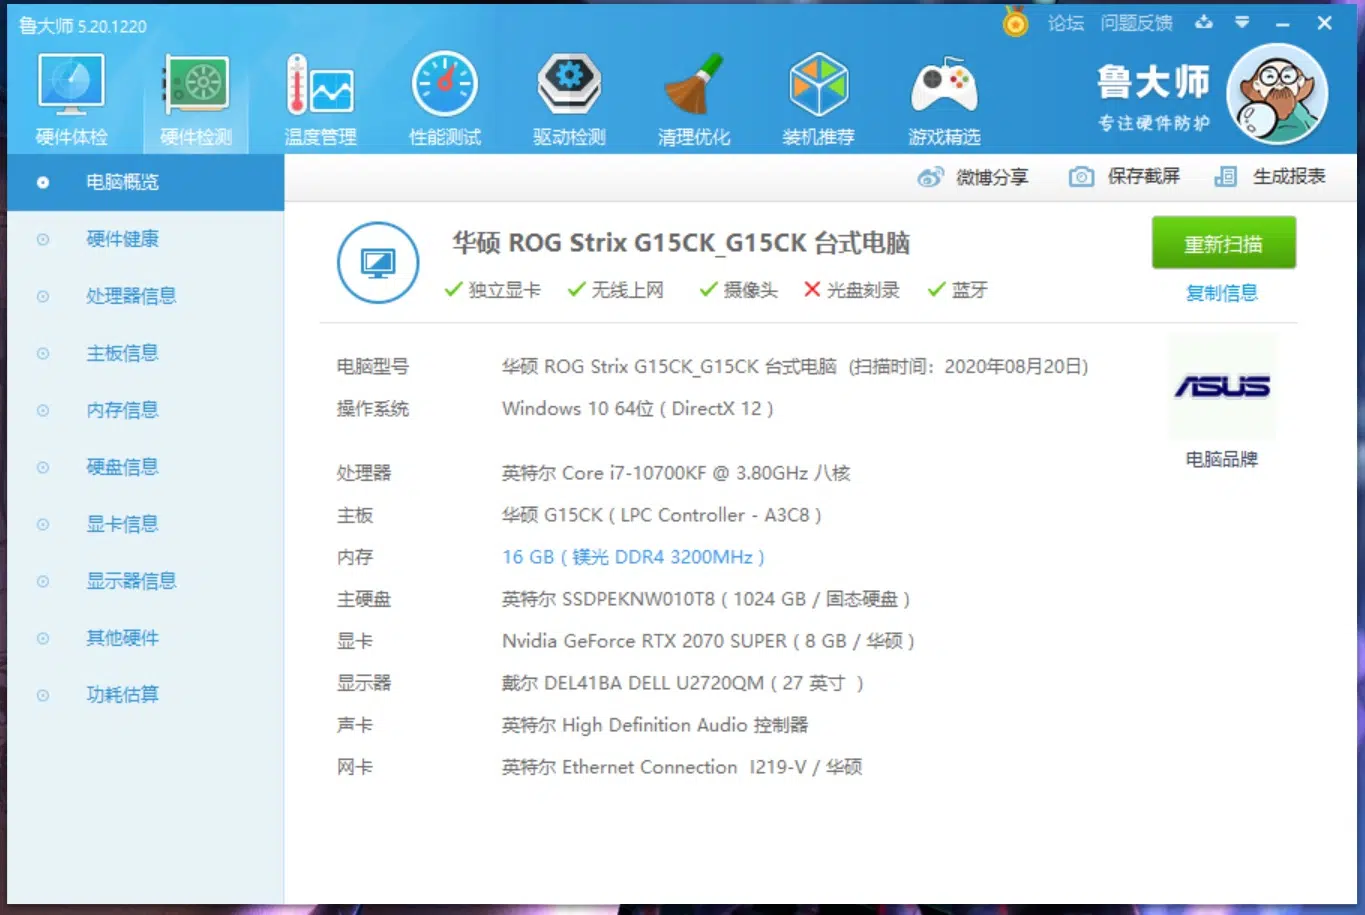 鲁大师 5.20.1220
论坛 问题反馈
硬件体检 硬件检测 温度管理 性能测试 驱动检测 清理优化 装机推荐 游戏精选
鲁大师
专注硬件防护
电脑概览
硬件健康
处理器信息
主板信息
内存信息
硬盘信息
显卡信息
显示器信息
其他硬件
功耗估算
微博分享 保存截屏 生成报表
华硕 ROG Strix G15CK_G15CK 台式电脑
独立显卡 无线上网 摄像头 光盘刻录 蓝牙
重新扫描
复制信息
电脑型号 华硕 ROG Strix G15CK_G15CK 台式电脑 (扫描时间：2020年08月20日)
操作系统 Windows 10 64位 ( DirectX 12 )
处理器 英特尔 Core i7-10700KF @ 3.80GHz 八核
主板 华硕 G15CK ( LPC Controller - A3C8 )
内存 16 GB ( 镁光 DDR4 3200MHz )
主硬盘 英特尔 SSDPEKNW010T8 ( 1024 GB / 固态硬盘 )
显卡 Nvidia GeForce RTX 2070 SUPER ( 8 GB / 华硕 )
显示器 戴尔 DEL41BA DELL U2720QM ( 27 英寸 )
声卡 英特尔 High Definition Audio 控制器
网卡 英特尔 Ethernet Connection I219-V / 华硕
ASUS
电脑品牌